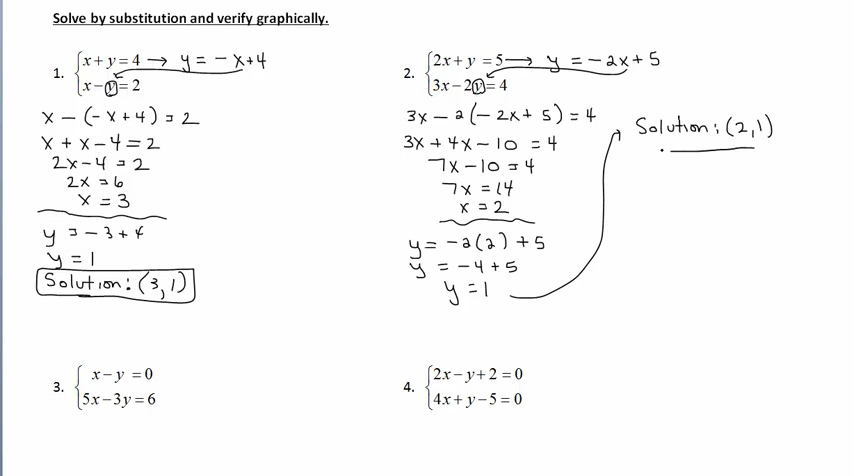 Solve by substitution and verify graphically.
1. {x + y = 4 → y = -x+4
x - y = 2
x - (-x + 4) = 2
x + x - 4 = 2
2x - 4 = 2
2x = 6
x = 3
y = -3 + 4
y = 1
Solution: (3, 1)
2. {2x + y = 5 → y = -2x + 5
3x - 2y = 4
3x - 2(-2x + 5) = 4
3x + 4x - 10 = 4
7x - 10 = 4
7x = 14
x = 2
y = -2(2) + 5
y = -4 + 5
y = 1
Solution: (2, 1)
3. {x - y = 0
5x - 3y = 6
4. {2x - y + 2 = 0
4x + y - 5 = 0